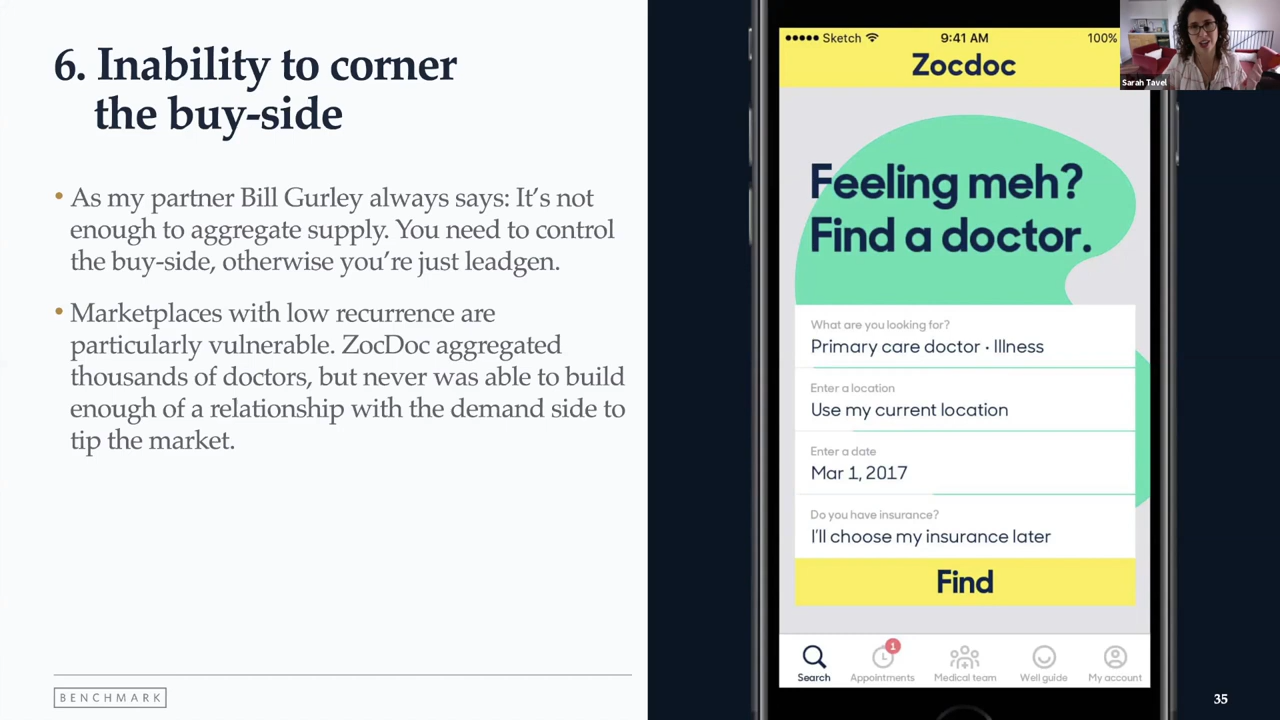 6. Inability to corner
the buy-side
• As my partner Bill Gurley always says: It's not
enough to aggregate supply. You need to control
the buy-side, otherwise you're just leadgen.
• Marketplaces with low recurrence are
particularly vulnerable. ZocDoc aggregated
thousands of doctors, but never was able to build
enough of a relationship with the demand side to
tip the market.
BENCHMARK
Sketch 9:41 AM 100%
Zocdoc
Feeling meh?
Find a doctor.
What are you looking for?
Primary care doctor · Illness
Enter a location
Use my current location
Enter a date
Mar 1, 2017
Do you have insurance?
I'll choose my insurance later
Find
1
Search Appointments Medical team Well guide My account
Sarah Tavel
35